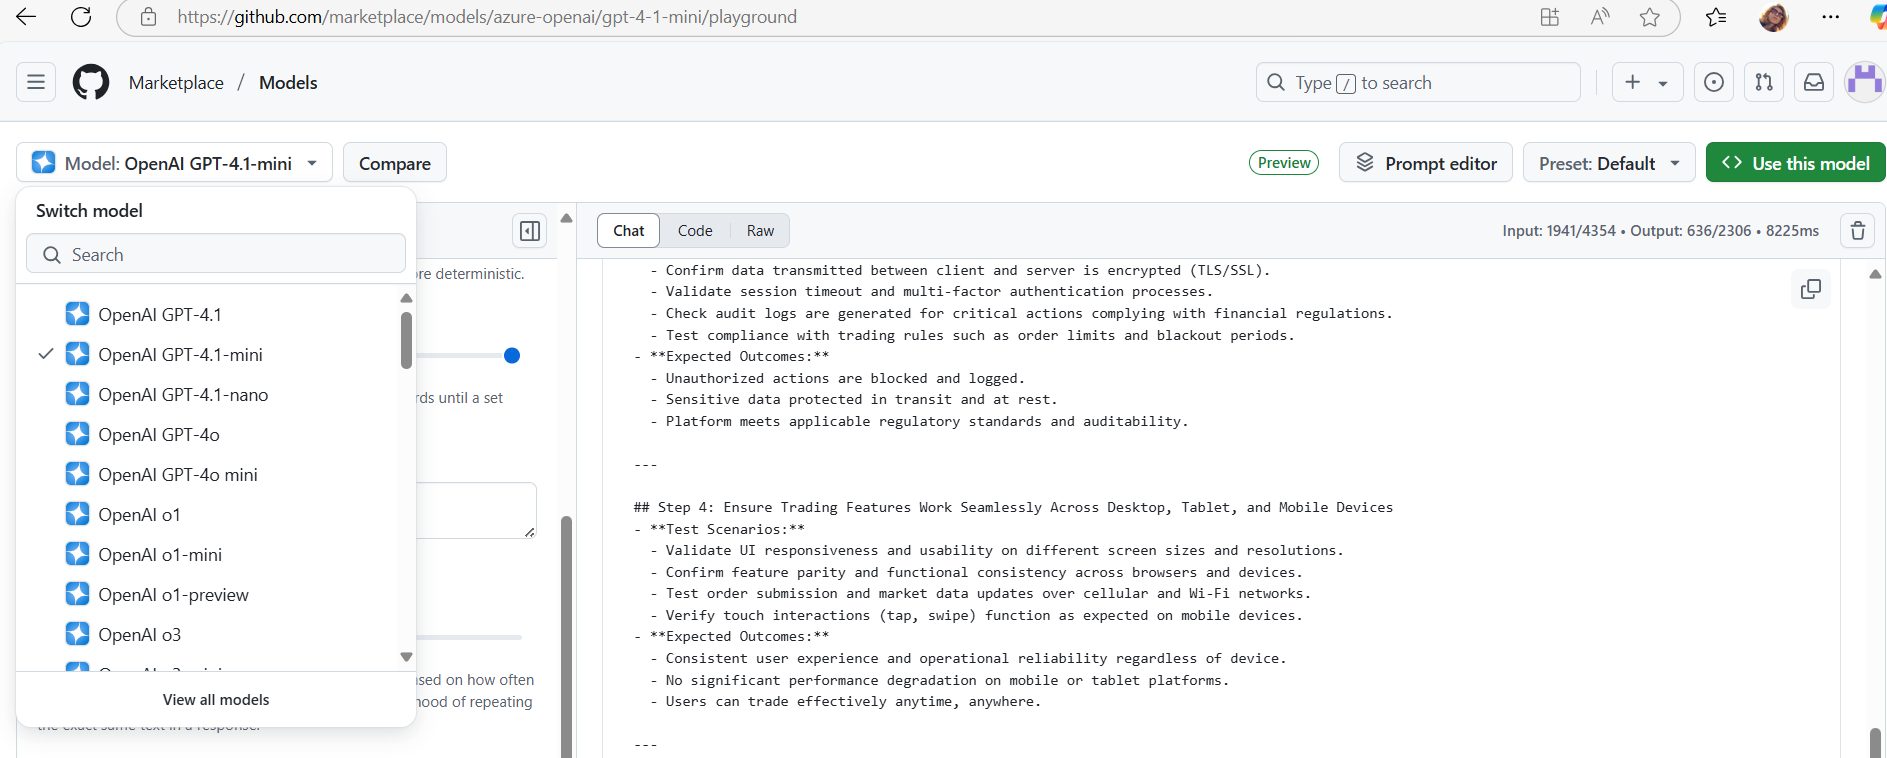 https://github.com/marketplace/models/azure-openai/gpt-4-1-mini/playground
Marketplace / Models
Type / to search
Model: OpenAI GPT-4.1-mini
Compare
Preview
Prompt editor
Preset: Default
Use this model
Switch model
Search
OpenAI GPT-4.1
OpenAI GPT-4.1-mini
OpenAI GPT-4.1-nano
OpenAI GPT-4o
OpenAI GPT-4o mini
OpenAI o1
OpenAI o1-mini
OpenAI o1-preview
OpenAI o3
View all models
deterministic.
until a set
on how often
of repeating
the exact same text in a response.
Chat
Code
Raw
Input: 1941/4354 • Output: 636/2306 • 8225ms
- Confirm data transmitted between client and server is encrypted (TLS/SSL).
- Validate session timeout and multi-factor authentication processes.
- Check audit logs are generated for critical actions complying with financial regulations.
- Test compliance with trading rules such as order limits and blackout periods.
- **Expected Outcomes:**
- Unauthorized actions are blocked and logged.
- Sensitive data protected in transit and at rest.
- Platform meets applicable regulatory standards and auditability.
---
## Step 4: Ensure Trading Features Work Seamlessly Across Desktop, Tablet, and Mobile Devices
- **Test Scenarios:**
- Validate UI responsiveness and usability on different screen sizes and resolutions.
- Confirm feature parity and functional consistency across browsers and devices.
- Test order submission and market data updates over cellular and Wi-Fi networks.
- Verify touch interactions (tap, swipe) function as expected on mobile devices.
- **Expected Outcomes:**
- Consistent user experience and operational reliability regardless of device.
- No significant performance degradation on mobile or tablet platforms.
- Users can trade effectively anytime, anywhere.
---